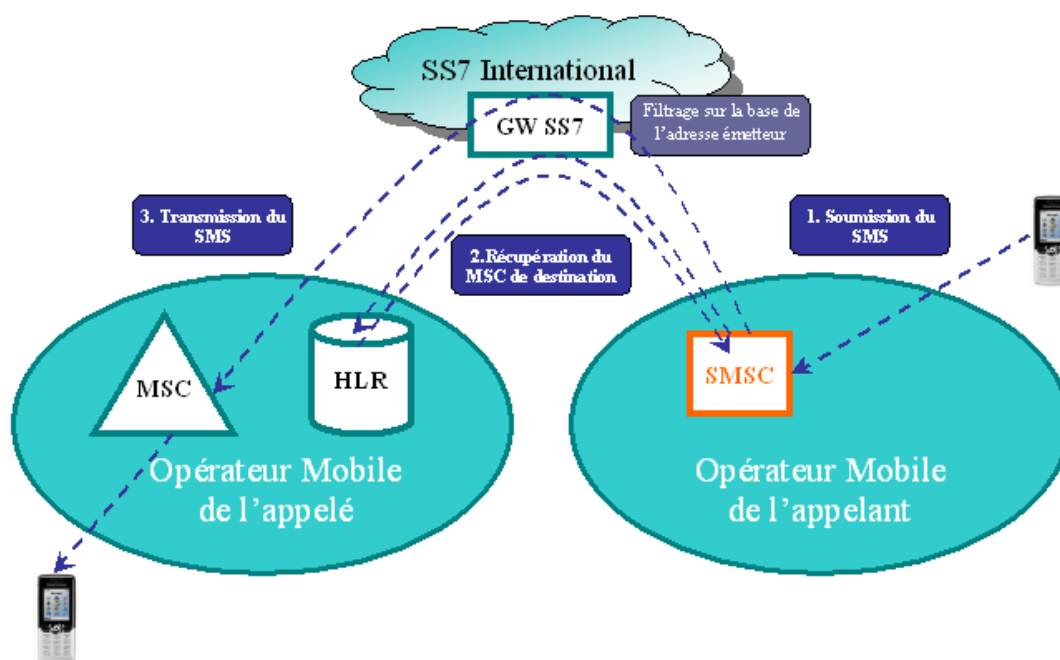 SS7 International
GW SS7
Filtrage sur la base de
l’adresse émetteur
3. Transmission du
SMS
1. Soumission du
SMS
2.Récupération du
MSC de destination
MSC
HLR
SMSC
Opérateur Mobile
de l’appelé
Opérateur Mobile
de l’appelant